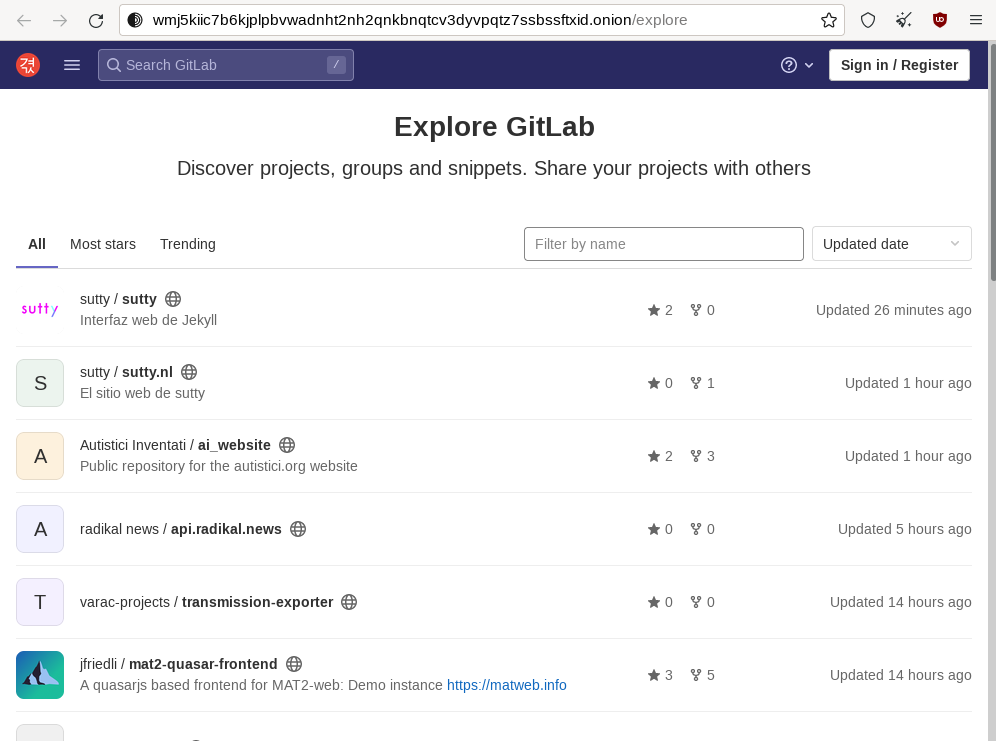 wmj5kiic7b6kjplpbvwadnht2nh2qnkbnqtcv3dyvpqtz7ssbssftxid.onion/explore
Search GitLab /
Sign in / Register
Explore GitLab
Discover projects, groups and snippets. Share your projects with others
All Most stars Trending Filter by name Updated date
sutty
sutty / sutty
Interfaz web de Jekyll
2 0 Updated 26 minutes ago
S
sutty / sutty.nl
El sitio web de sutty
0 1 Updated 1 hour ago
A
Autistici Inventati / ai_website
Public repository for the autistici.org website
2 3 Updated 1 hour ago
A
radikal news / api.radikal.news
0 0 Updated 5 hours ago
T
varac-projects / transmission-exporter
0 0 Updated 14 hours ago
jfriedli / mat2-quasar-frontend
A quasarjs based frontend for MAT2-web: Demo instance https://matweb.info
3 5 Updated 14 hours ago